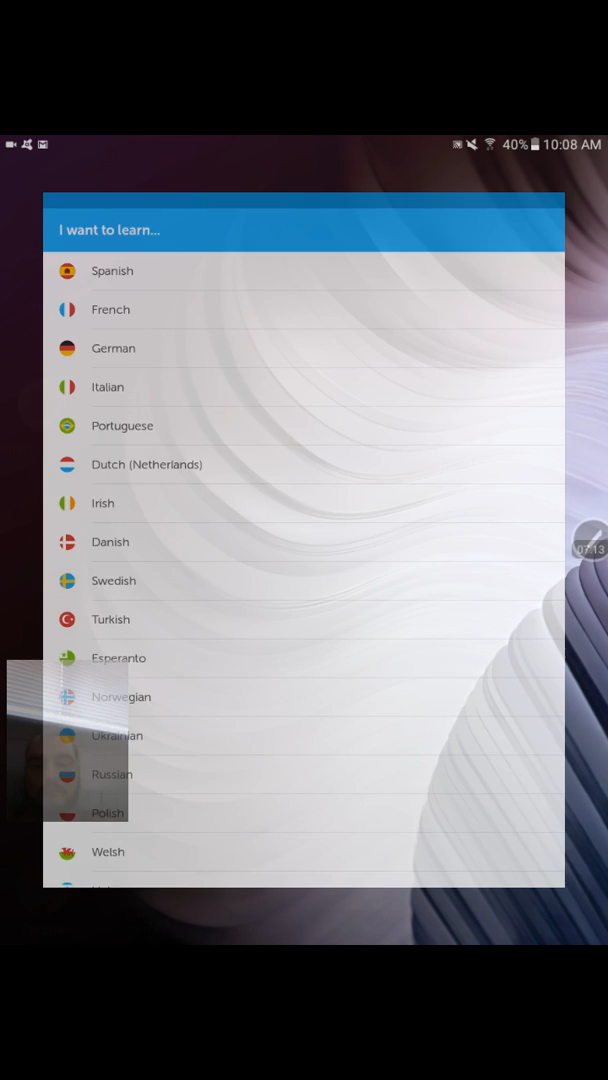 40% 10:08 AM
I want to learn...
Spanish
French
German
Italian
Portuguese
Dutch (Netherlands)
Irish
Danish
07:13
Swedish
Turkish
Esperanto
Norwegian
Ukrainian
Russian
Polish
Welsh